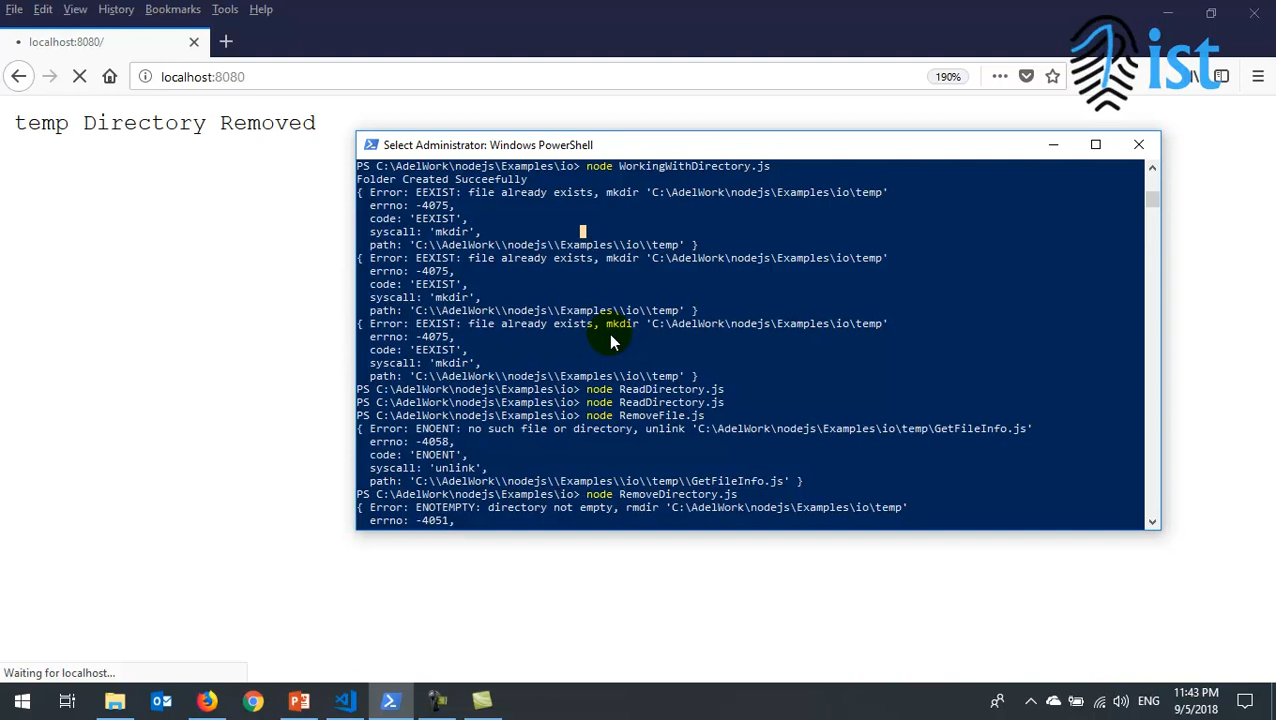 File Edit View History Bookmarks Tools Help
localhost:8080/
localhost:8080
190%
ist
temp Directory Removed
Select Administrator: Windows PowerShell
PS C:\AdelWork\nodejs\Examples\io> node WorkingWithDirectory.js
Folder Created Succeefully
{ Error: EEXIST: file already exists, mkdir 'C:\AdelWork\nodejs\Examples\io\temp'
errno: -4075,
code: 'EEXIST',
syscall: 'mkdir',
path: 'C:\\AdelWork\\nodejs\\Examples\\io\\temp' }
{ Error: EEXIST: file already exists, mkdir 'C:\AdelWork\nodejs\Examples\io\temp'
errno: -4075,
code: 'EEXIST',
syscall: 'mkdir',
path: 'C:\\AdelWork\\nodejs\\Examples\\io\\temp' }
{ Error: EEXIST: file already exists, mkdir 'C:\AdelWork\nodejs\Examples\io\temp'
errno: -4075,
code: 'EEXIST',
syscall: 'mkdir',
path: 'C:\\AdelWork\\nodejs\\Examples\\io\\temp' }
PS C:\AdelWork\nodejs\Examples\io> node ReadDirectory.js
PS C:\AdelWork\nodejs\Examples\io> node ReadDirectory.js
PS C:\AdelWork\nodejs\Examples\io> node RemoveFile.js
{ Error: ENOENT: no such file or directory, unlink 'C:\AdelWork\nodejs\Examples\io\temp\GetFileInfo.js'
errno: -4058,
code: 'ENOENT',
syscall: 'unlink',
path: 'C:\\AdelWork\\nodejs\\Examples\\io\\temp\\GetFileInfo.js' }
PS C:\AdelWork\nodejs\Examples\io> node RemoveDirectory.js
{ Error: ENOTEMPTY: directory not empty, rmdir 'C:\AdelWork\nodejs\Examples\io\temp'
errno: -4051,
Waiting for localhost...
ENG
11:43 PM
9/5/2018